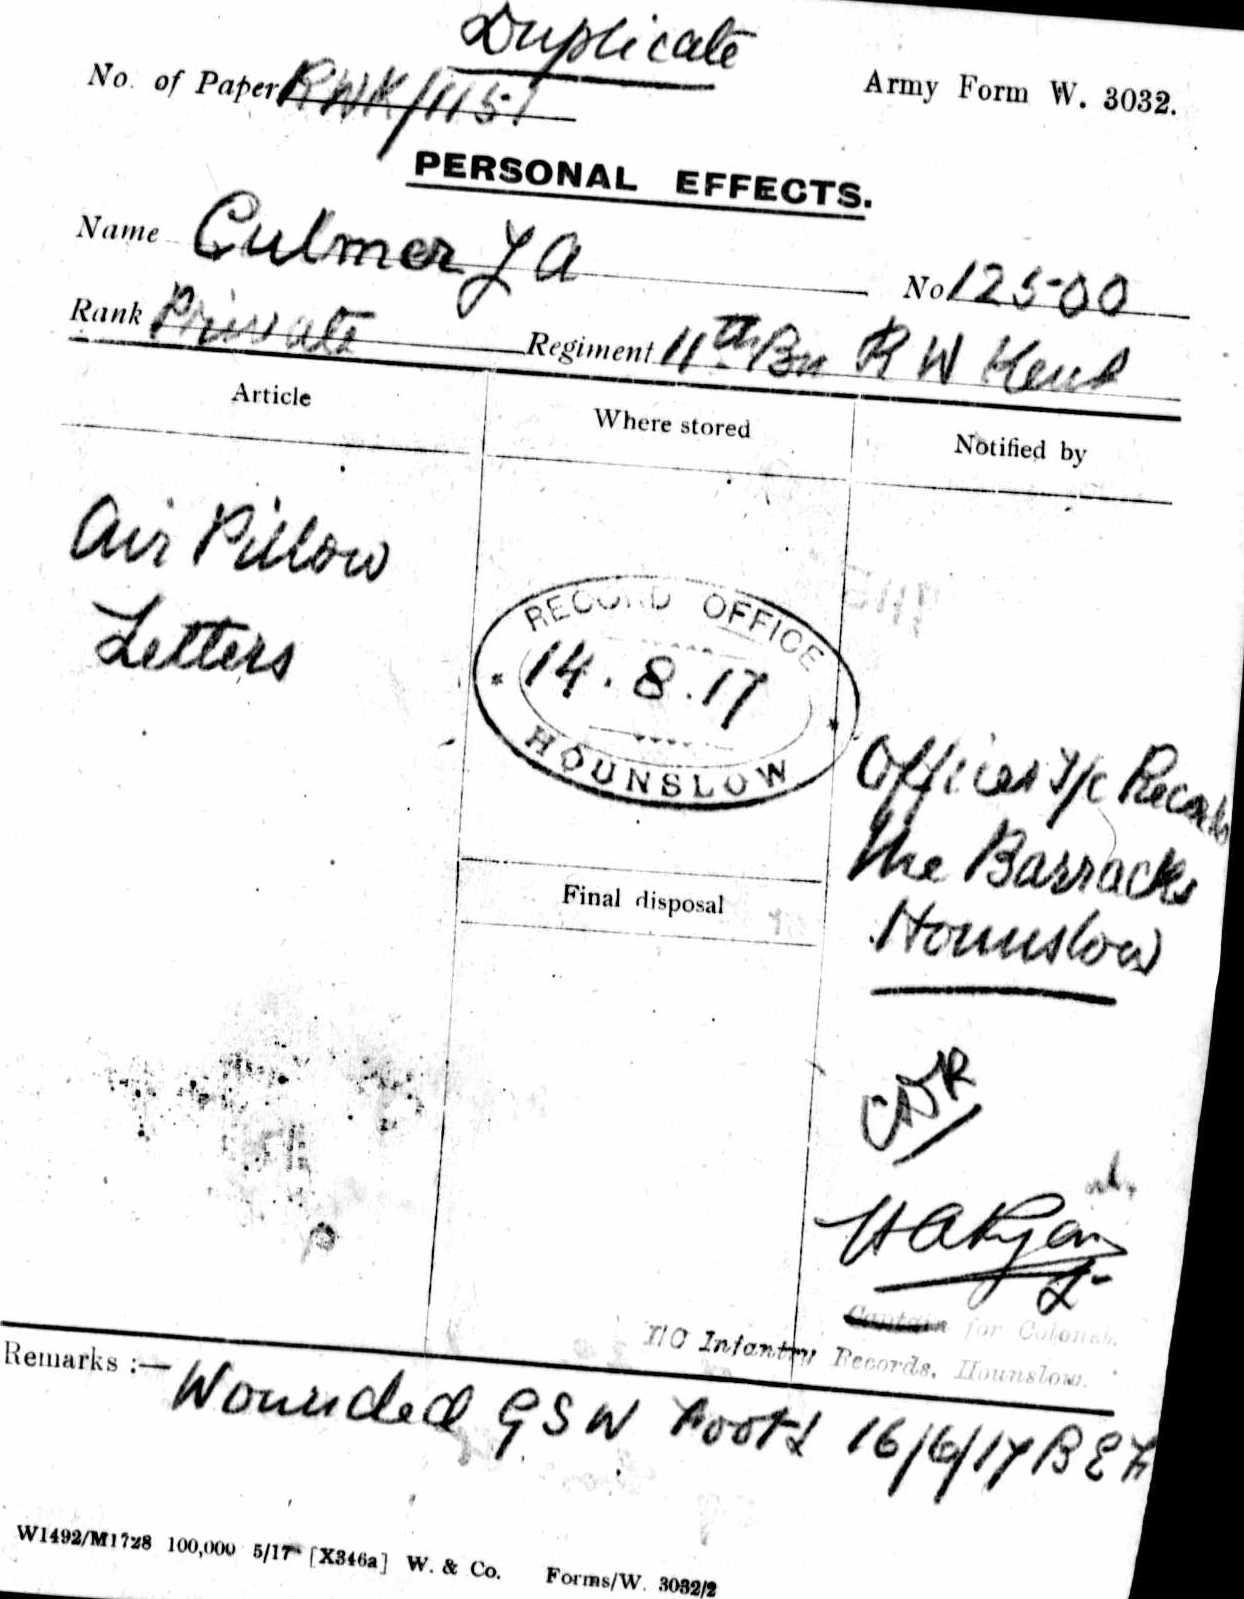 Duplicate
No. of Paper RWK/1151 Army Form W. 3032.
PERSONAL EFFECTS.
Name Culmer J A No 12500
Rank Private Regiment 11th Bn R W Kent
Article Where stored Notified by
Air Pillow
Letters
RECORD OFFICE
14.8.17
HOUNSLOW
Officer I/c Records
The Barracks
Hounslow
Final disposal
Captain for Colonel.
I/C Infantry Records, Hounslow.
Remarks :— Wounded GSW Foot 16/6/17 BEF
W1492/M1728 100,000 5/17 [X346a] W. & Co. Forms/W. 3032/2